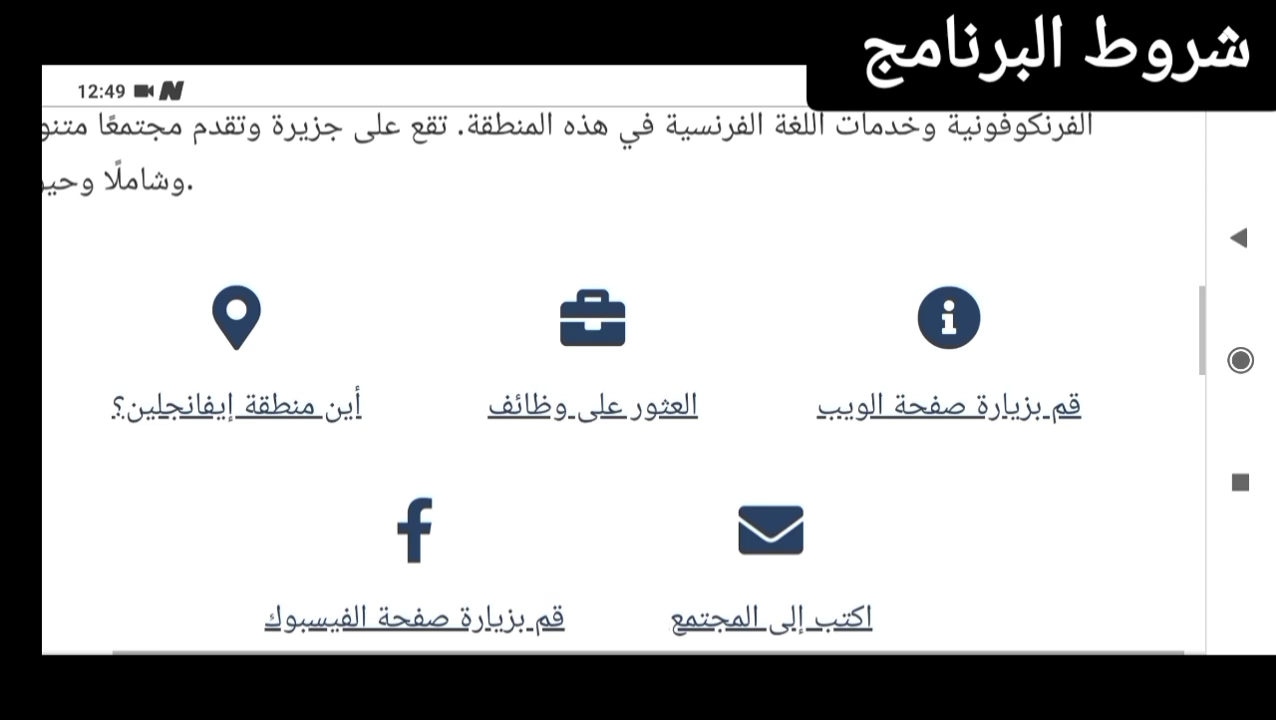 شروط البرنامج
12:49
الفرنكوفونية وخدمات اللغة الفرنسية في هذه المنطقة. تقع على جزيرة وتقدم مجتمعًا
وشاملًا
قم بزيارة صفحة الويب
العثور على وظائف
أين منطقة إيفانجلين؟
اكتب إلى المجتمع
قم بزيارة صفحة الفيسبوك